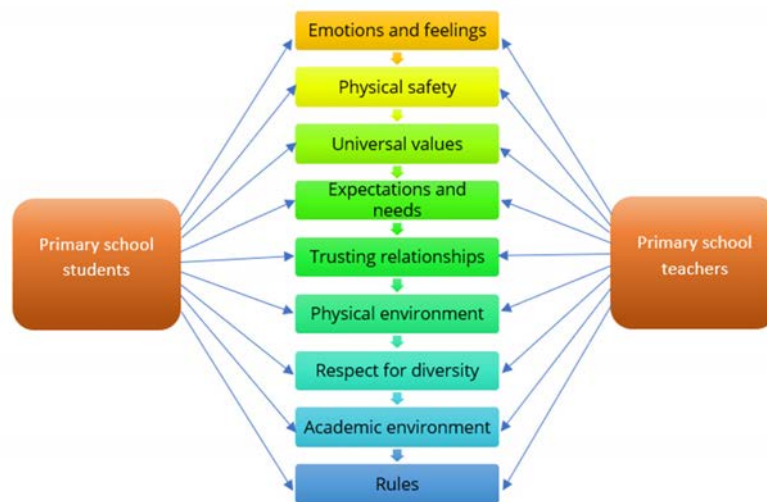 Emotions and feelings
Physical safety
Universal values
Expectations and
needs
Primary school
students
Trusting relationships
Primary school
teachers
Physical environment
Respect for diversity
Academic environment
Rules